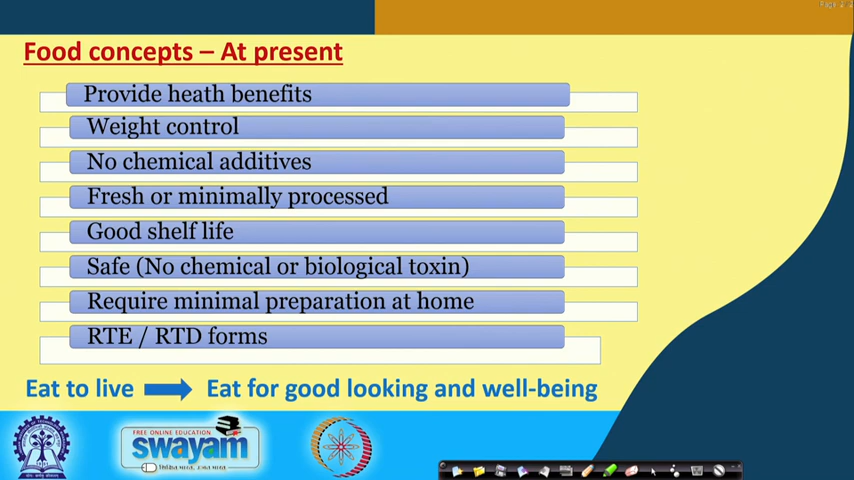 Food concepts – At present
Provide heath benefits
Weight control
No chemical additives
Fresh or minimally processed
Good shelf life
Safe (No chemical or biological toxin)
Require minimal preparation at home
RTE / RTD forms
Eat to live
Eat for good looking and well-being
FREE ONLINE EDUCATION
swayam